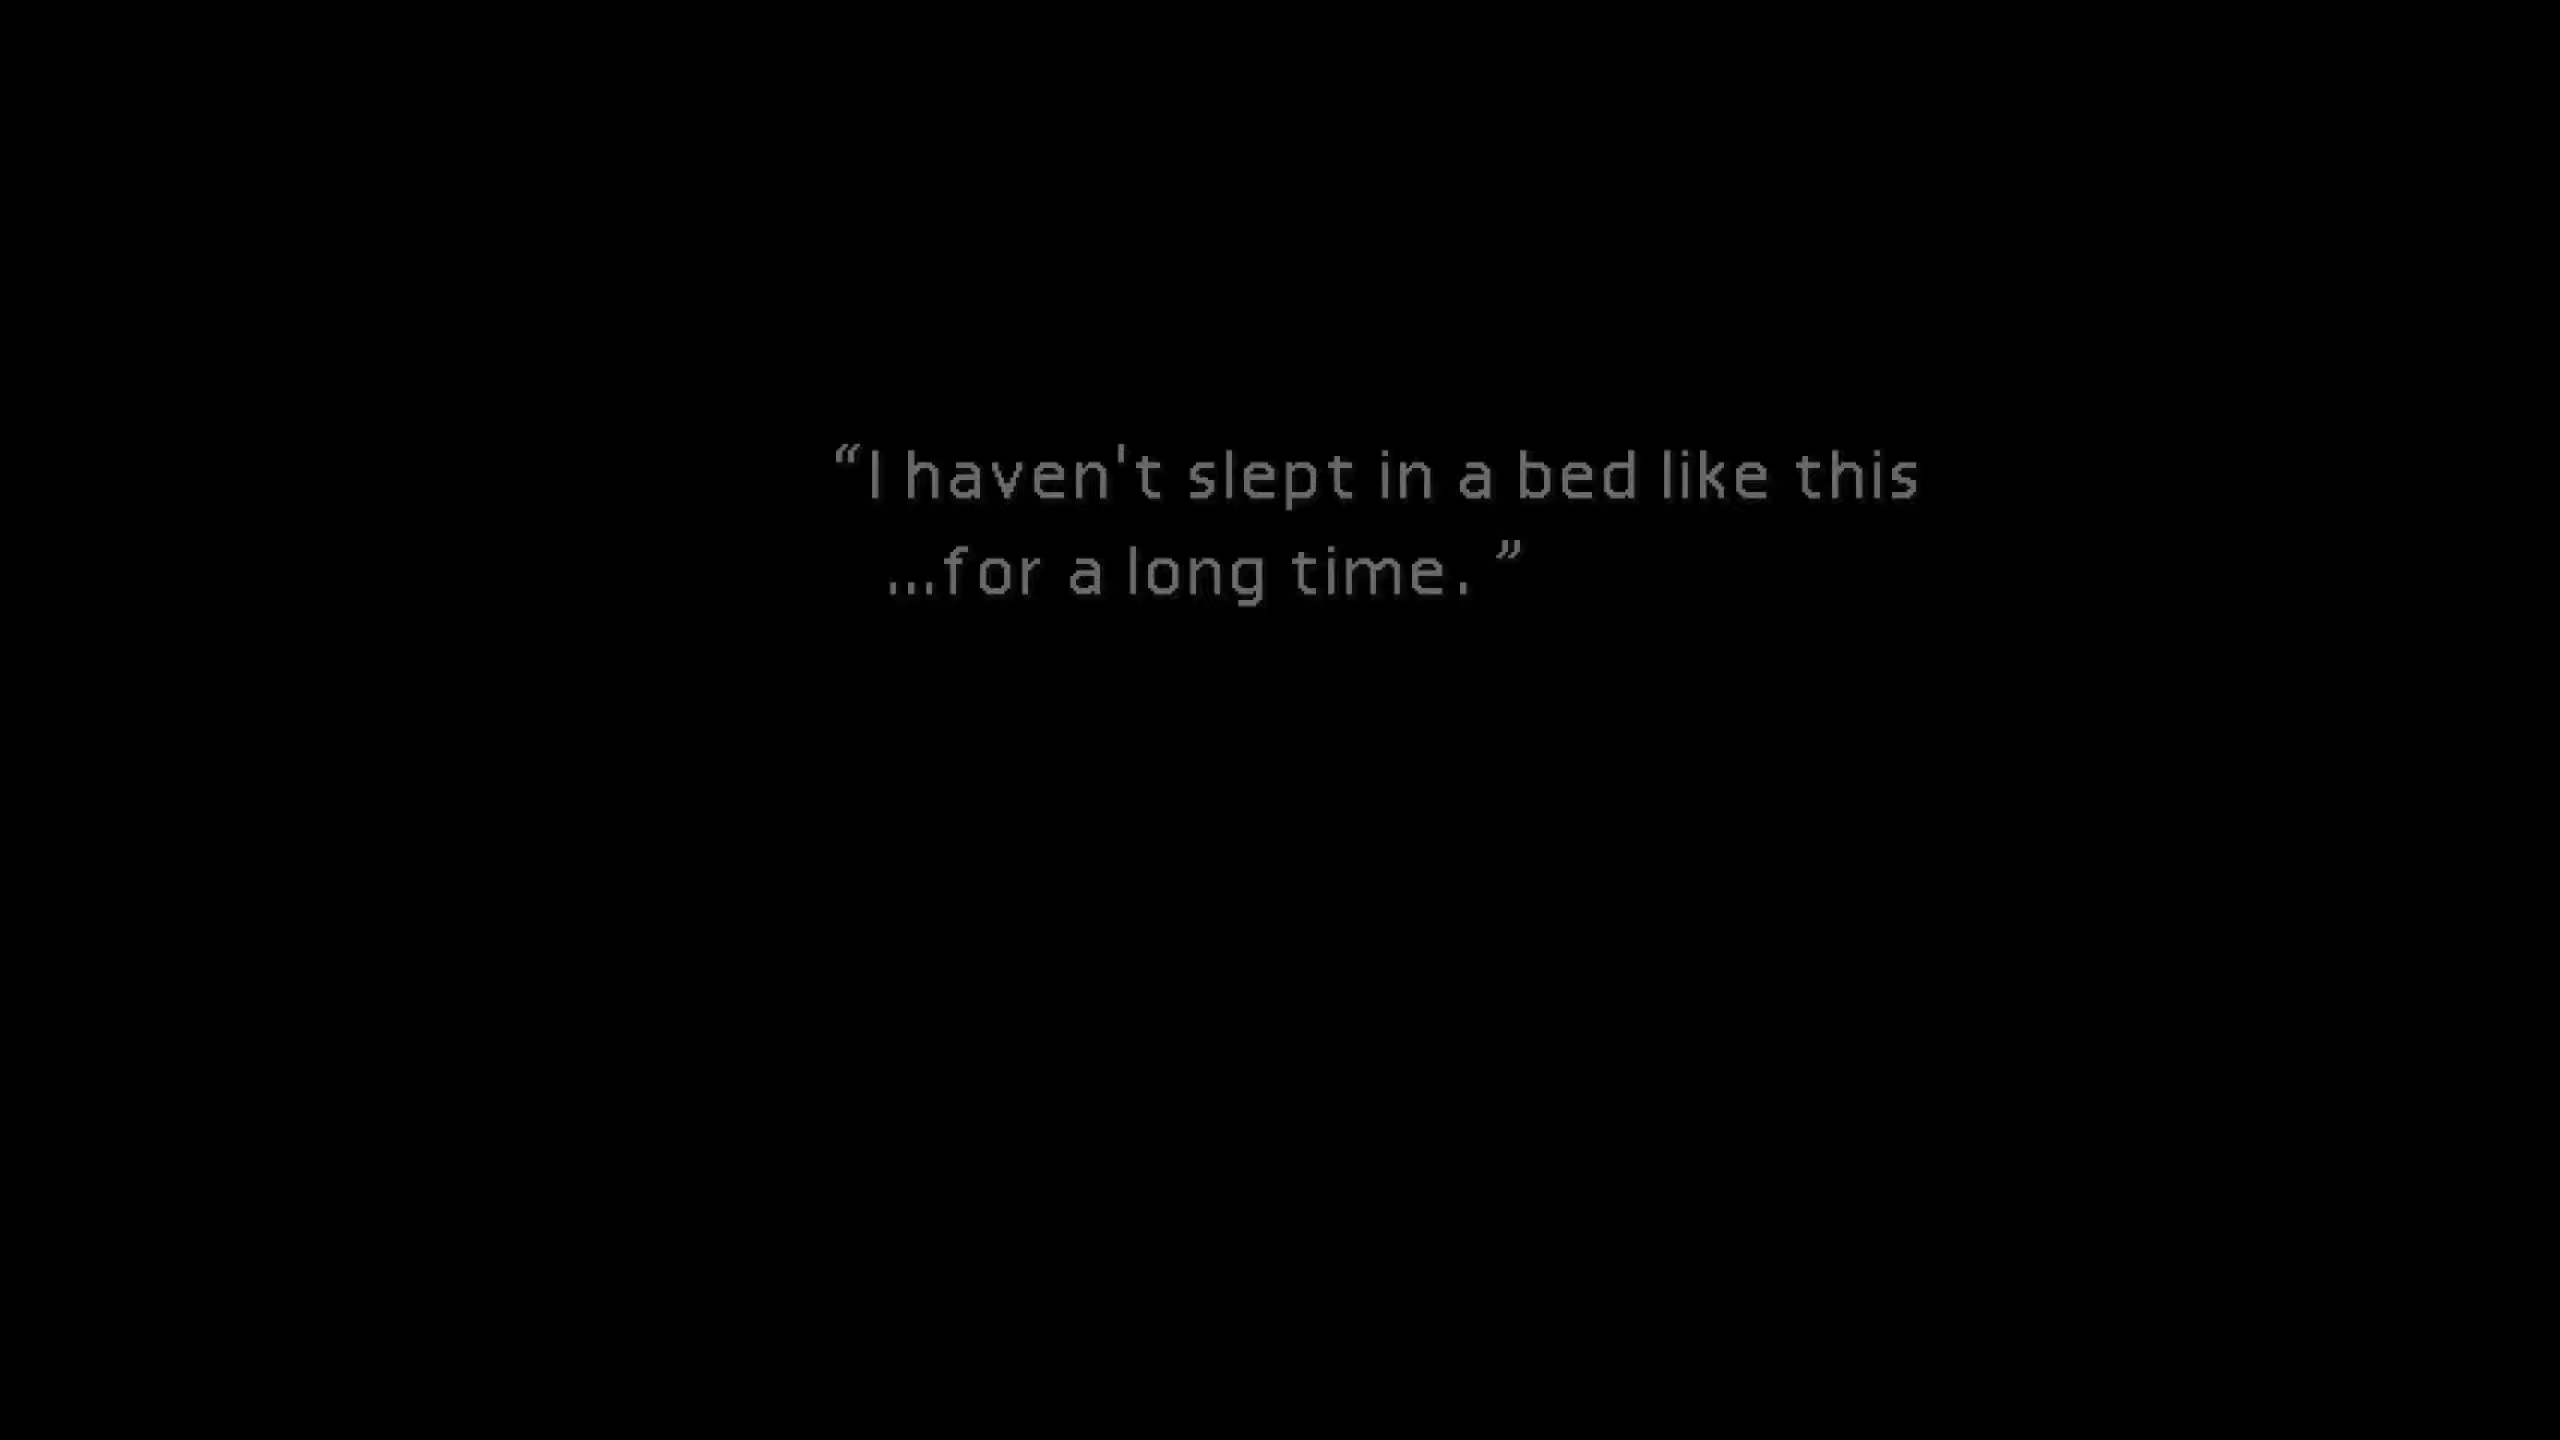 “I haven't slept in a bed like this
...for a long time. ”